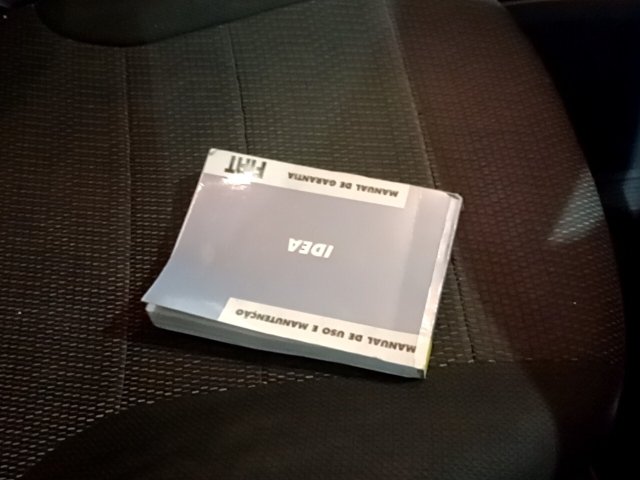 MANUAL DE USO E MANUTENÇÃO
IDEA
MANUAL DE GARANTIA
FIAT